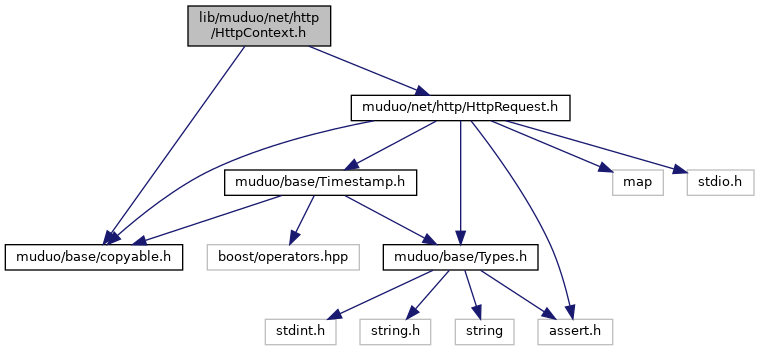 lib/muduo/net/http
/HttpContext.h
muduo/net/http/HttpRequest.h
muduo/base/Timestamp.h
map
stdio.h
muduo/base/copyable.h
boost/operators.hpp
muduo/base/Types.h
stdint.h
string.h
string
assert.h